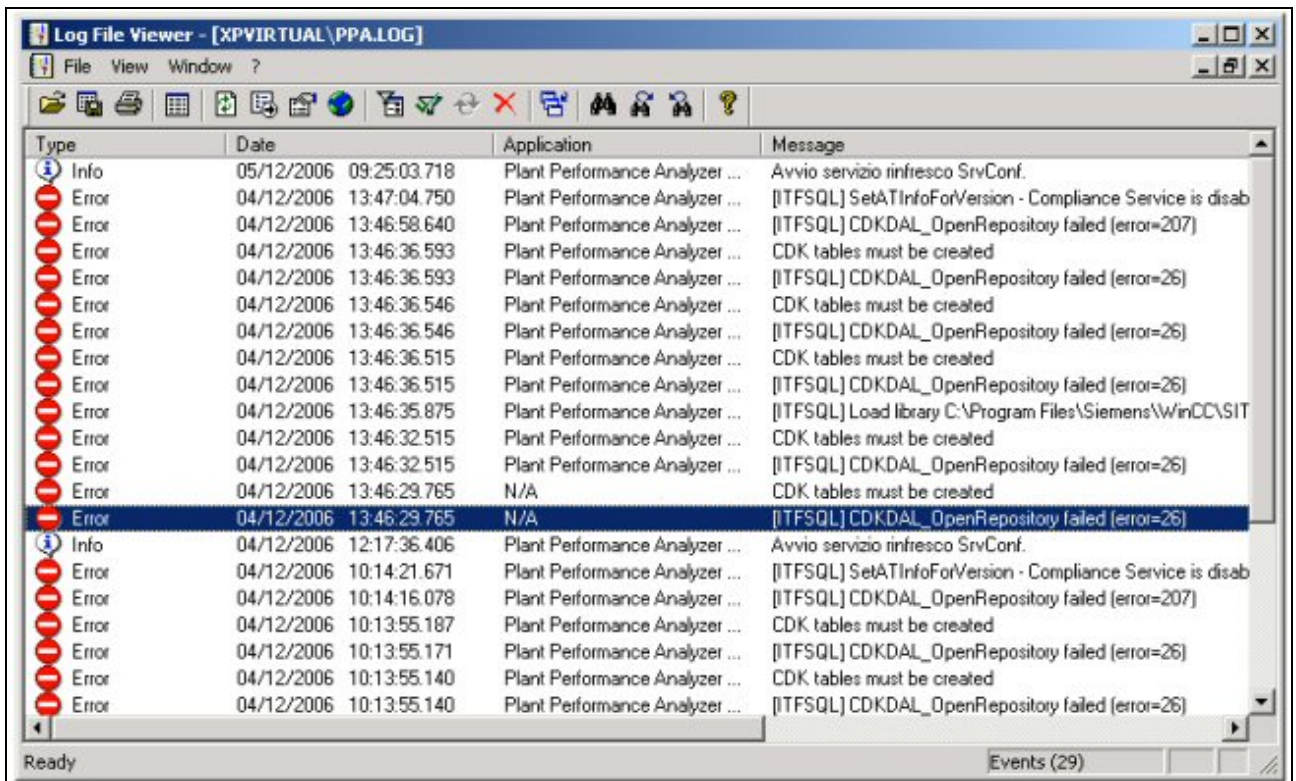 Log File Viewer - [XPVIRTUAL\PPA.LOG]
File View Window ?
Type Date Application Message
Info 05/12/2006 09:25:03.718 Plant Performance Analyzer ... Avvio servizio rinfresco SrvConf.
Error 04/12/2006 13:47:04.750 Plant Performance Analyzer ... [ITFSQL] SetATInfoForVersion - Compliance Service is disab
Error 04/12/2006 13:46:58.640 Plant Performance Analyzer ... [ITFSQL] CDKDAL_OpenRepository failed (error=207)
Error 04/12/2006 13:46:36.593 Plant Performance Analyzer ... CDK tables must be created
Error 04/12/2006 13:46:36.593 Plant Performance Analyzer ... [ITFSQL] CDKDAL_OpenRepository failed (error=26)
Error 04/12/2006 13:46:36.546 Plant Performance Analyzer ... CDK tables must be created
Error 04/12/2006 13:46:36.546 Plant Performance Analyzer ... [ITFSQL] CDKDAL_OpenRepository failed (error=26)
Error 04/12/2006 13:46:36.515 Plant Performance Analyzer ... CDK tables must be created
Error 04/12/2006 13:46:36.515 Plant Performance Analyzer ... [ITFSQL] CDKDAL_OpenRepository failed (error=26)
Error 04/12/2006 13:46:35.875 Plant Performance Analyzer ... [ITFSQL] Load library C:\Program Files\Siemens\WinCC\SIT
Error 04/12/2006 13:46:32.515 Plant Performance Analyzer ... CDK tables must be created
Error 04/12/2006 13:46:32.515 Plant Performance Analyzer ... [ITFSQL] CDKDAL_OpenRepository failed (error=26)
Error 04/12/2006 13:46:29.765 N/A CDK tables must be created
Error 04/12/2006 13:46:29.765 N/A [ITFSQL] CDKDAL_OpenRepository failed (error=26)
Info 04/12/2006 12:17:36.406 Plant Performance Analyzer ... Avvio servizio rinfresco SrvConf.
Error 04/12/2006 10:14:21.671 Plant Performance Analyzer ... [ITFSQL] SetATInfoForVersion - Compliance Service is disab
Error 04/12/2006 10:14:16.078 Plant Performance Analyzer ... [ITFSQL] CDKDAL_OpenRepository failed (error=207)
Error 04/12/2006 10:13:55.187 Plant Performance Analyzer ... CDK tables must be created
Error 04/12/2006 10:13:55.171 Plant Performance Analyzer ... [ITFSQL] CDKDAL_OpenRepository failed (error=26)
Error 04/12/2006 10:13:55.140 Plant Performance Analyzer ... CDK tables must be created
Error 04/12/2006 10:13:55.140 Plant Performance Analyzer ... [ITFSQL] CDKDAL_OpenRepository failed (error=26)
Ready Events (29)